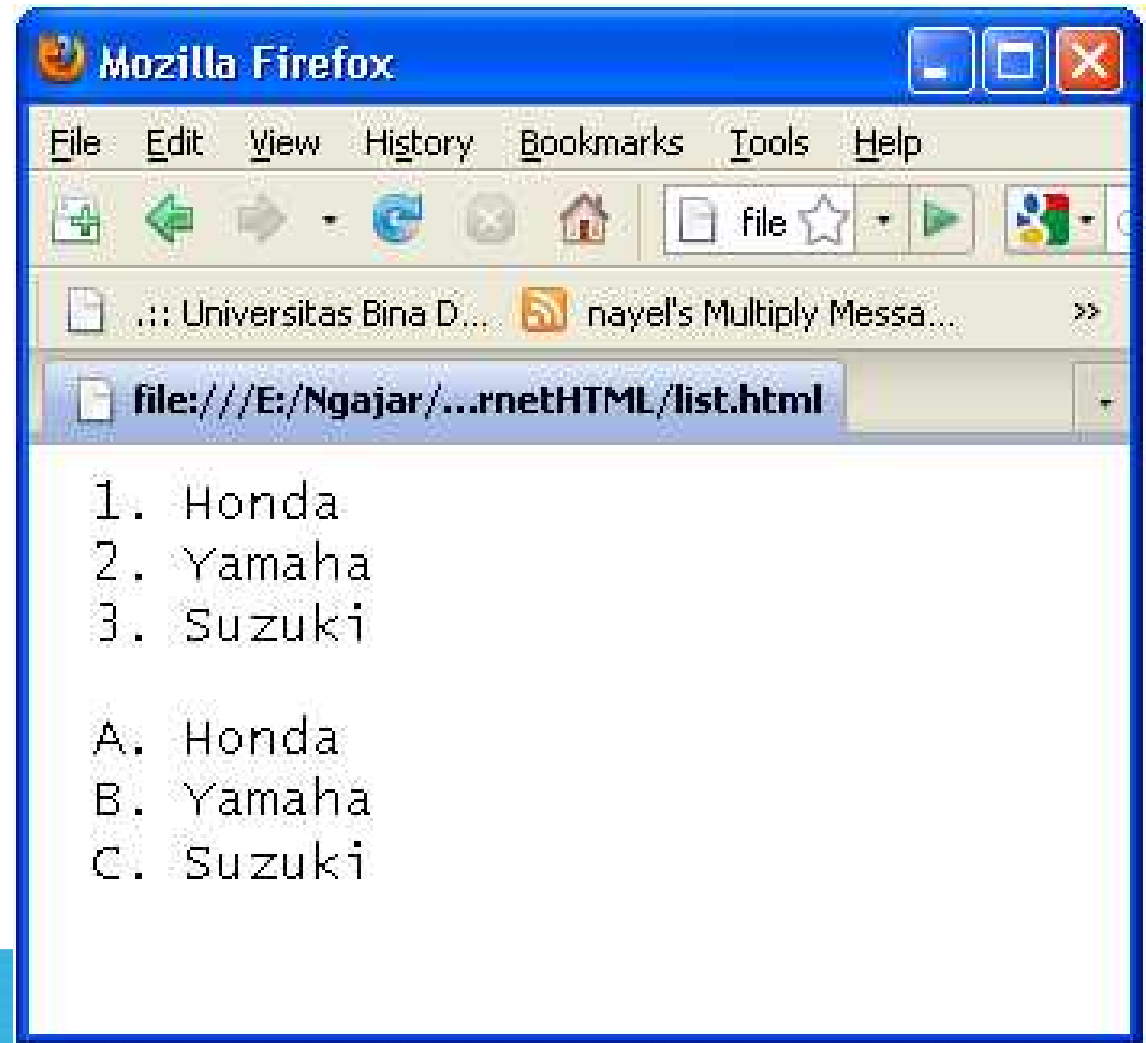 Mozilla Firefox
File Edit View History Bookmarks Tools Help
file
.:: Universitas Bina D... nayel's Multiply Messa... »
file:///E:/Ngajar/...rnetHTML/list.html
1. Honda
2. Yamaha
3. Suzuki
A. Honda
B. Yamaha
C. Suzuki